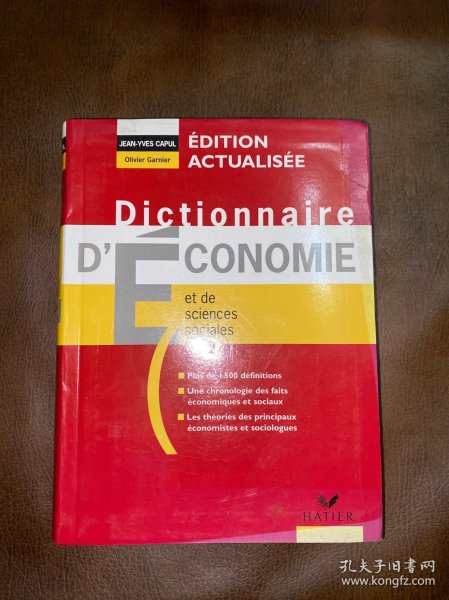 JEAN-YVES CAPUL
Olivier Garnier
ÉDITION
ACTUALISÉE
Dictionnaire
D'ÉCONOMIE
et de
sciences
sociales
Plus de 1500 définitions
Une chronologie des faits
économiques et sociaux
Les théories des principaux
économistes et sociologues
HATIER
孔夫子旧书网
www.kongfz.com